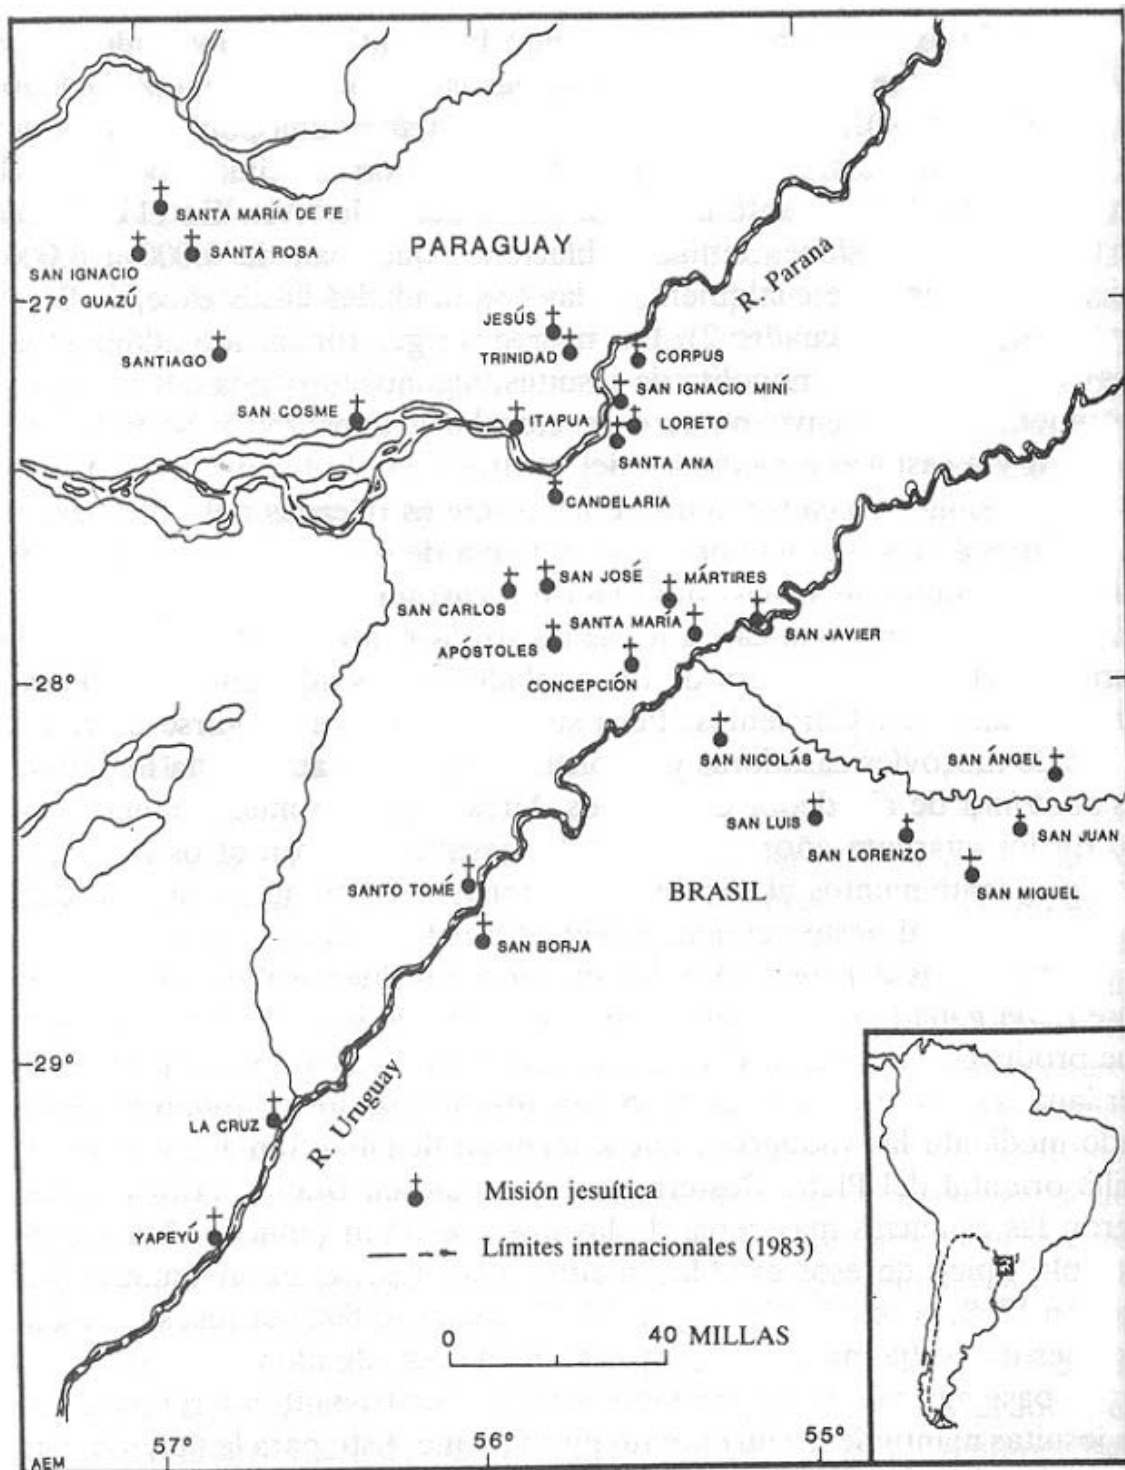 SANTA MARÍA DE FE
SANTA ROSA
SAN IGNACIO
GUAZÚ
27°
PARAGUAY
R. Paraná
JESÚS
TRINIDAD
CORPUS
SANTIAGO
SAN IGNACIO MINÍ
SAN COSME
ITAPUA
LORETO
SANTA ANA
CANDELARIA
SAN JOSÉ
MÁRTIRES
SAN CARLOS
SANTA MARÍA
SAN JAVIER
APÓSTOLES
CONCEPCIÓN
28°
SAN NICOLÁS
SAN ÁNGEL
SAN LUIS
SAN JUAN
SAN LORENZO
SANTO TOMÉ
BRASIL
SAN MIGUEL
SAN BORJA
29°
R. Uruguay
LA CRUZ
Misión jesuítica
YAPEYÚ
Límites internacionales (1983)
0 40 MILLAS
57° 56° 55°
AEM